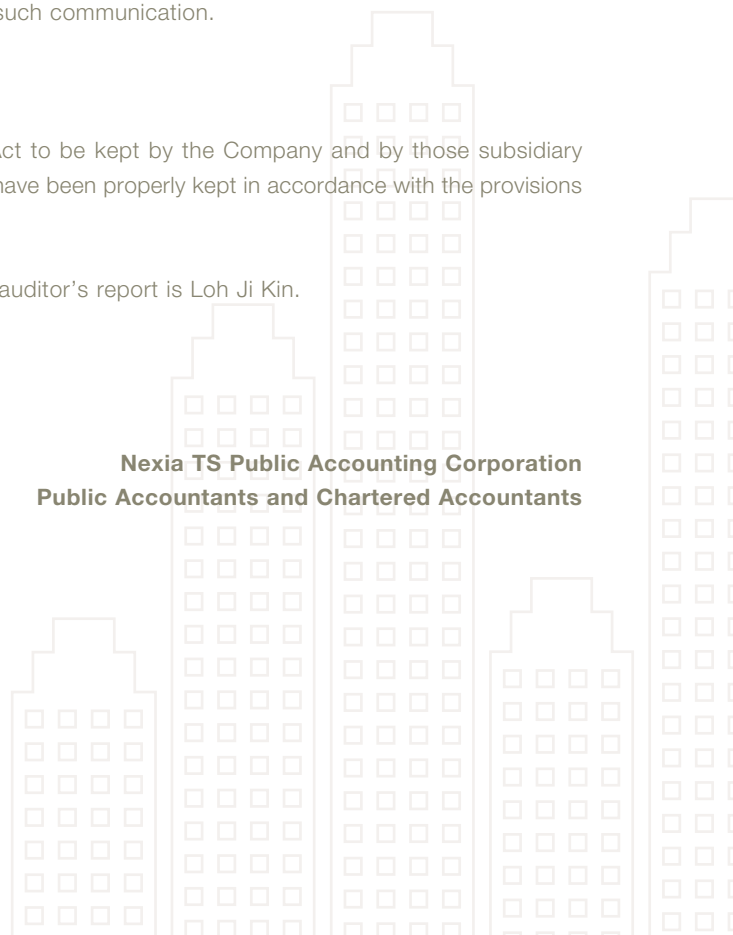 such communication.
Act to be kept by the Company and by those subsidiary
have been properly kept in accordance with the provisions
auditor’s report is Loh Ji Kin.
Nexia TS Public Accounting Corporation
Public Accountants and Chartered Accountants